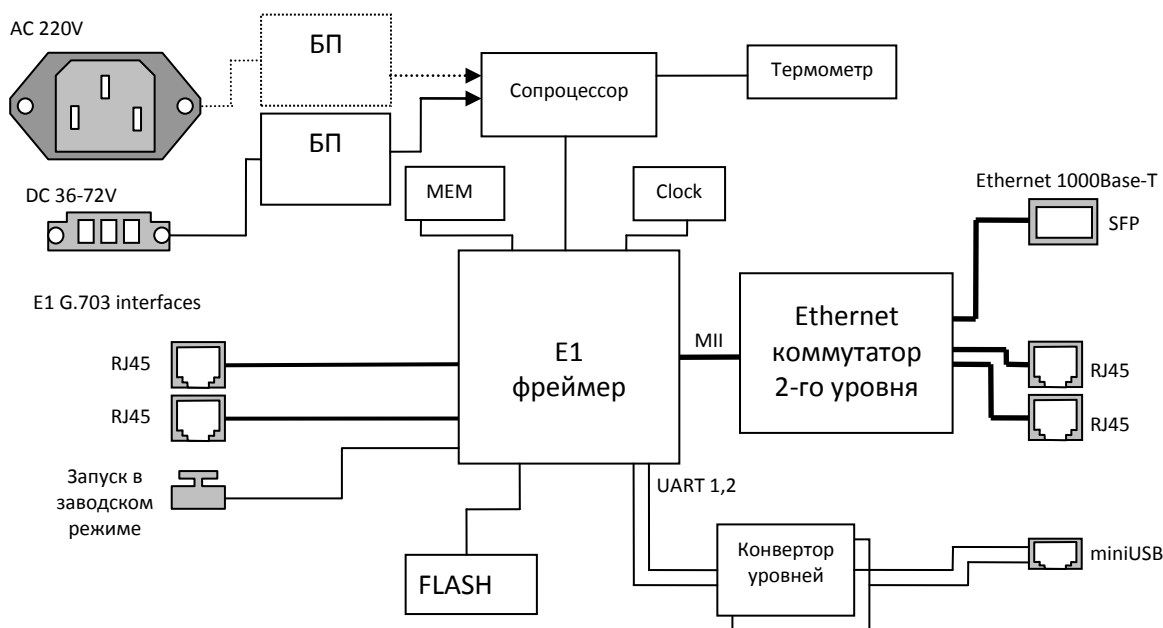 AC 220V
БП
Сопроцессор
Термометр
БП
DC 36-72V
MEM
Clock
Ethernet 1000Base-T
SFP
E1 G.703 interfaces
RJ45
RJ45
E1
фреймер
MII
Ethernet
коммутатор
2-го уровня
RJ45
RJ45
Запуск в
заводском
режиме
UART 1,2
FLASH
Конвертор
уровней
miniUSB